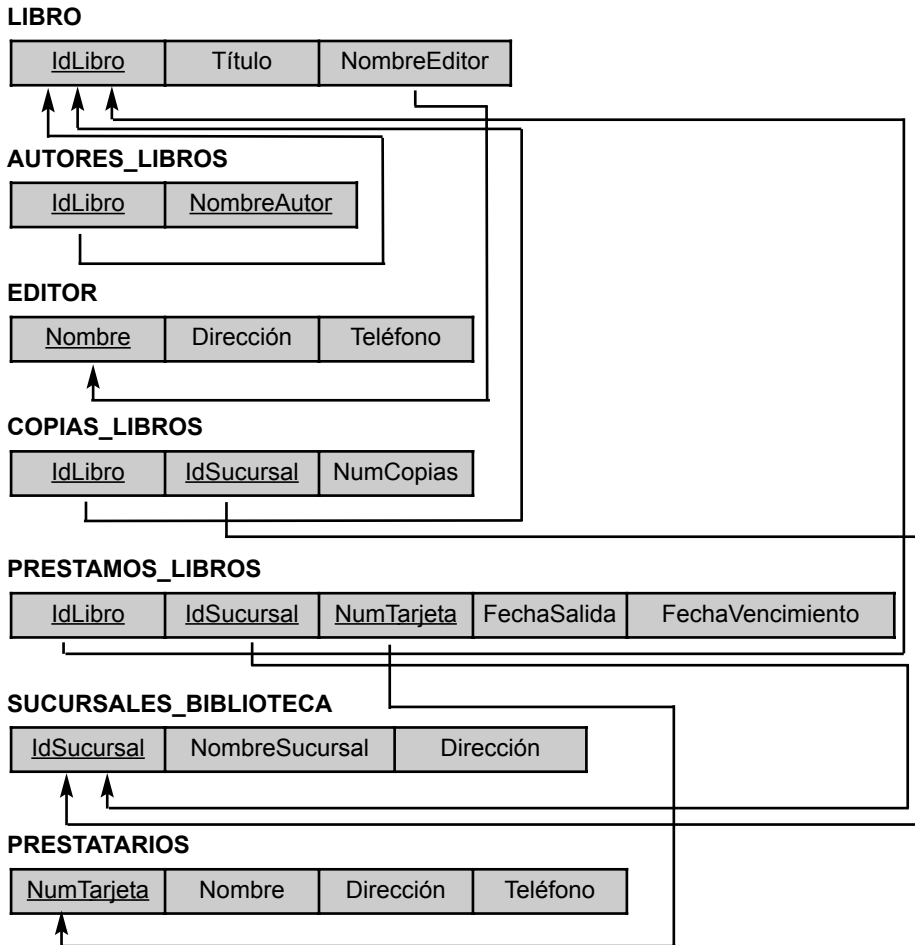 LIBRO
IdLibro Título NombreEditor
AUTORES_LIBROS
IdLibro NombreAutor
EDITOR
Nombre Dirección Teléfono
COPIAS_LIBROS
IdLibro IdSucursal NumCopias
PRESTAMOS_LIBROS
IdLibro IdSucursal NumTarjeta FechaSalida FechaVencimiento
SUCURSALES_BIBLIOTECA
IdSucursal NombreSucursal Dirección
PRESTATARIOS
NumTarjeta Nombre Dirección Teléfono